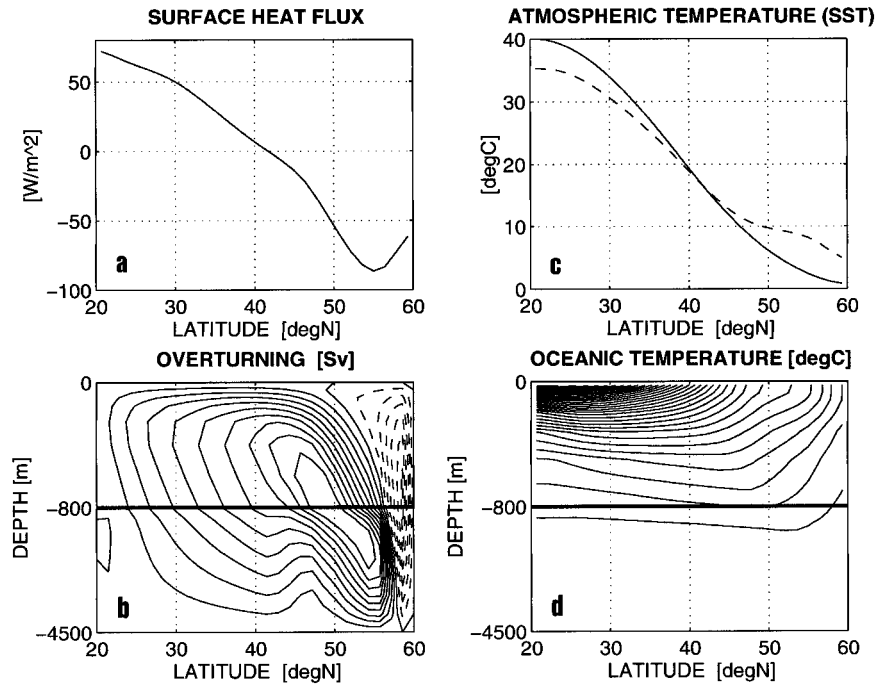 SURFACE HEAT FLUX
50
0
−50
−100
[W/m^2]
a
20 30 40 50 60
LATITUDE [degN]
ATMOSPHERIC TEMPERATURE (SST)
40
30
20
10
0
[degC]
c
20 30 40 50 60
LATITUDE [degN]
OVERTURNING [Sv]
0
−800
−4500
DEPTH [m]
b
20 30 40 50 60
LATITUDE [degN]
OCEANIC TEMPERATURE [degC]
0
−800
−4500
DEPTH [m]
d
20 30 40 50 60
LATITUDE [degN]